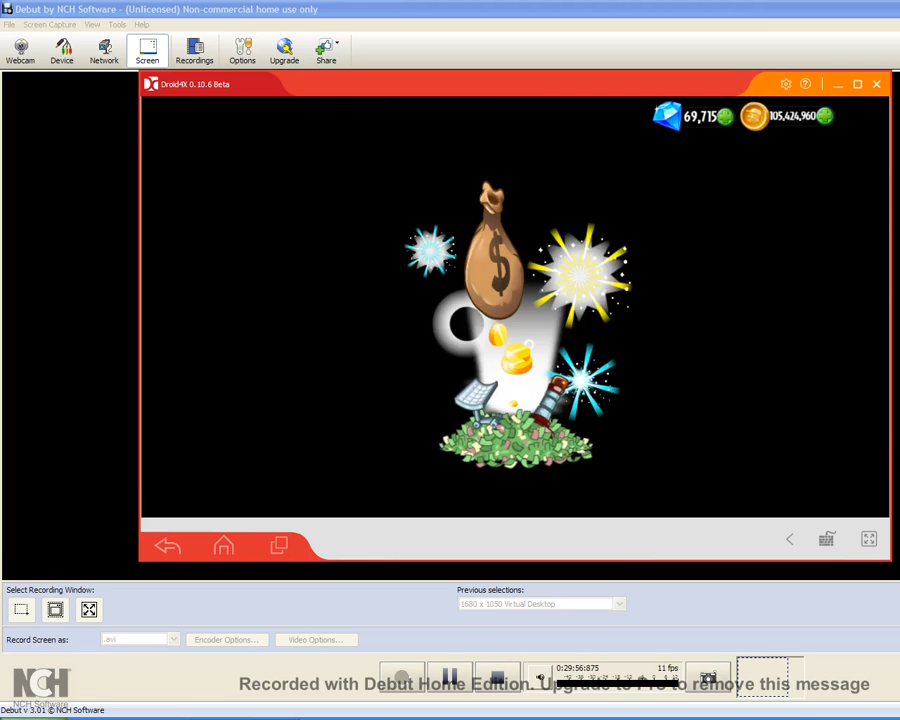 Debut by NCH Software - (Unlicensed) Non-commercial home use only
File Screen Capture View Tools Help
Webcam Device Network Screen Recordings Options Upgrade Share
Droid4X 0.10.6 Beta
69,715 105,424,960
$
Select Recording Window:
Previous selections:
1680 x 1050 Virtual Desktop
Record Screen as: .avi Encoder Options... Video Options...
0:29:56:875 11 fps
Recorded with Debut Home Edition. Upgrade to Pro to remove this message
NCH
NCH Software
Debut v 3.01 © NCH Software